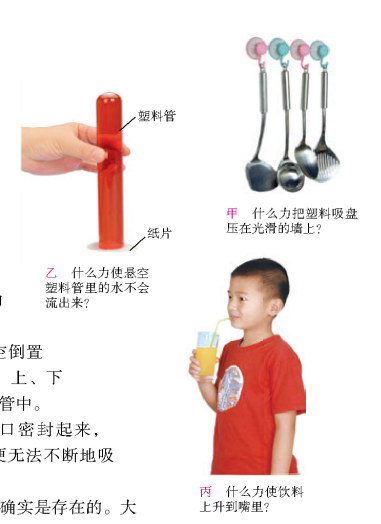 塑料管
纸片
甲 什么力把塑料吸盘
压在光滑的墙上?
乙 什么力使悬空
塑料管里的水不会
流出来?
倒置
上、下
管中。
口密封起来,
无法不断地吸
确实是存在的。大
丙 什么力使饮料
上升到嘴里?